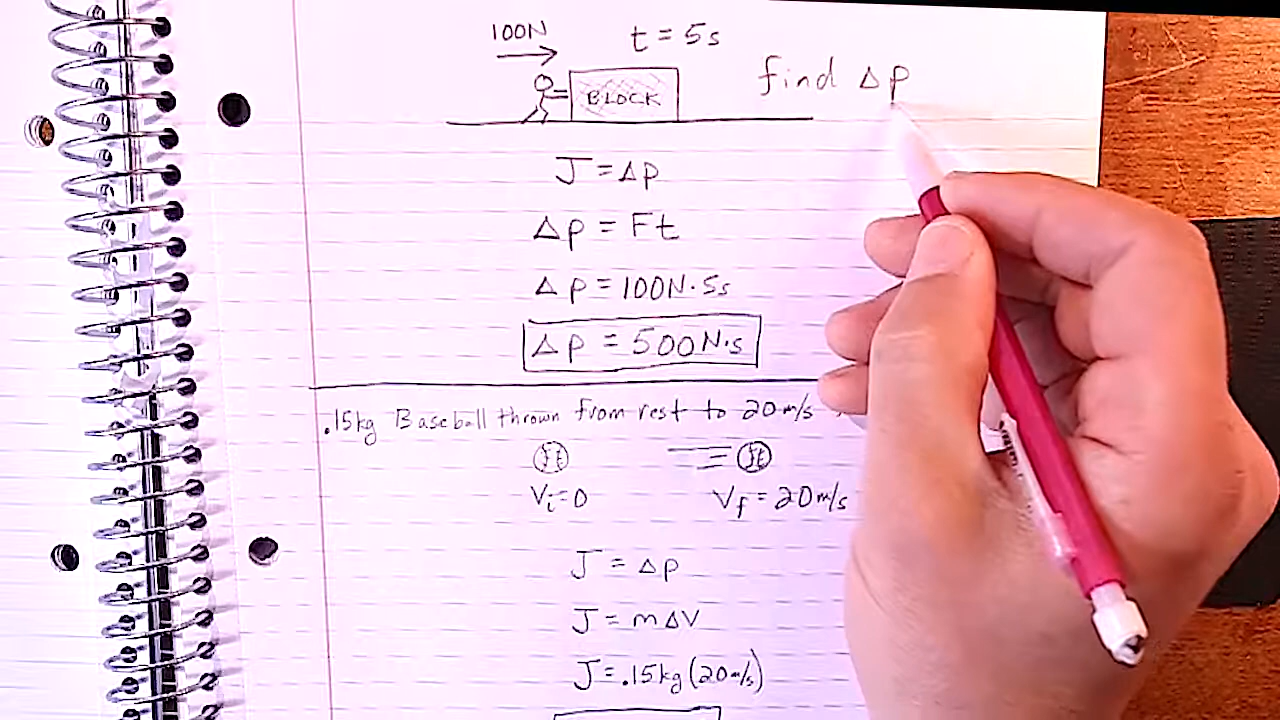 100N t = 5s
BLOCK find Δp
J = Δp
Δp = Ft
Δp = 100N·5s
Δp = 500N·s
.15kg Baseball thrown from rest to 20m/s
Vi=0 Vf = 20m/s
J = Δp
J = mΔV
J = .15kg(20m/s)